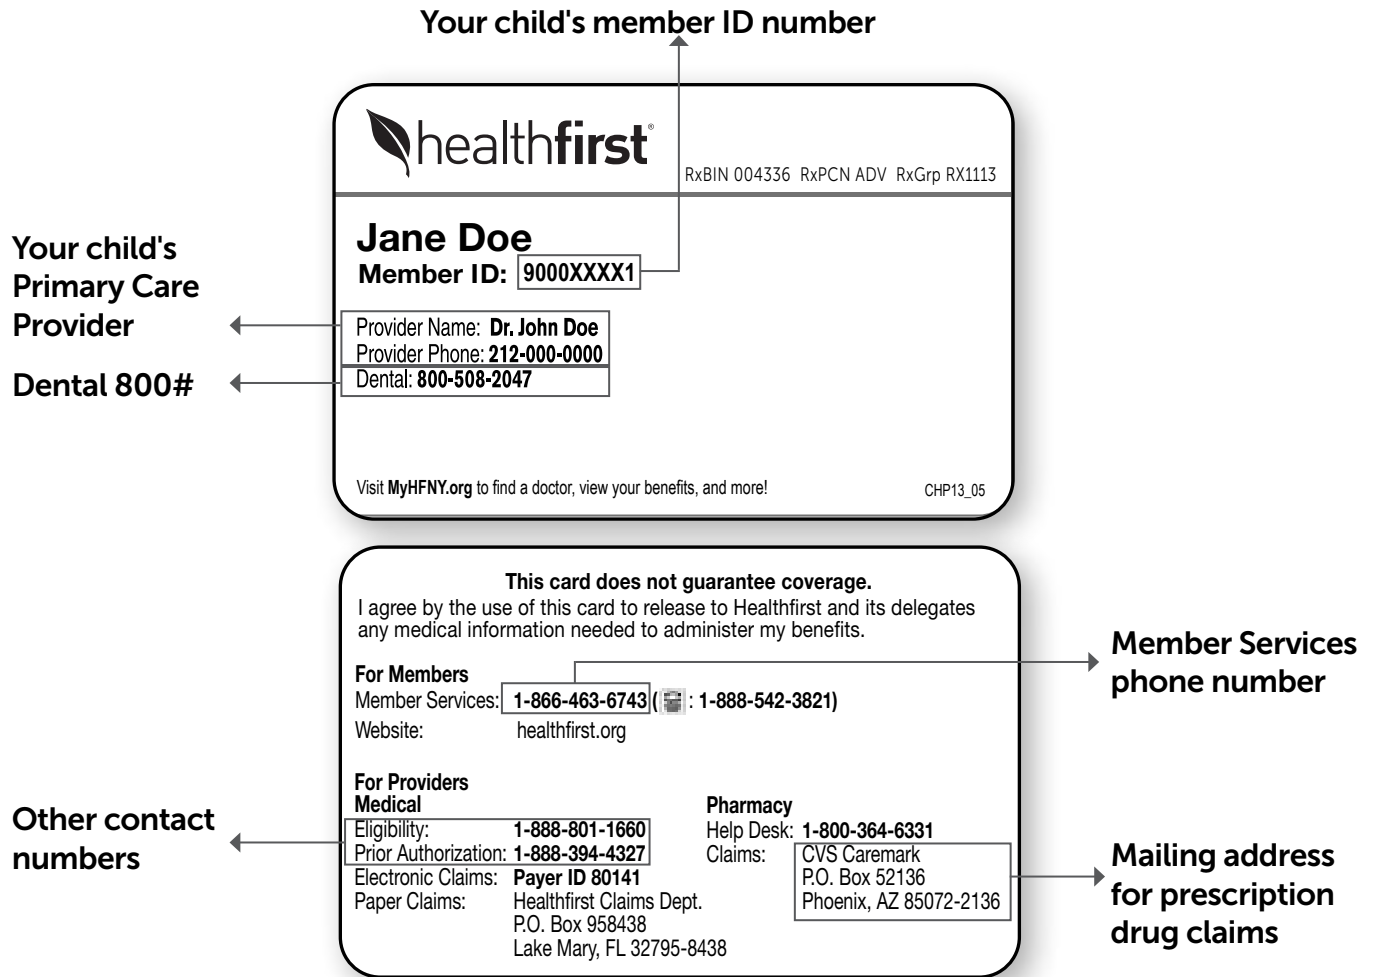 Your child's member ID number
healthfirst®
RxBIN 004336 RxPCN ADV RxGrp RX1113
Jane Doe
Member ID: 9000XXXX1
Your child's
Primary Care
Provider
Provider Name: Dr. John Doe
Provider Phone: 212-000-0000
Dental 800#
Dental: 800-508-2047
Visit MyHFNY.org to find a doctor, view your benefits, and more!
CHP13_05
This card does not guarantee coverage.
I agree by the use of this card to release to Healthfirst and its delegates
any medical information needed to administer my benefits.
For Members
Member Services: 1-866-463-6743 ( : 1-888-542-3821)
Website: healthfirst.org
Member Services
phone number
For Providers
Medical
Eligibility: 1-888-801-1660
Prior Authorization: 1-888-394-4327
Electronic Claims: Payer ID 80141
Paper Claims: Healthfirst Claims Dept.
P.O. Box 958438
Lake Mary, FL 32795-8438
Other contact
numbers
Pharmacy
Help Desk: 1-800-364-6331
Claims: CVS Caremark
P.O. Box 52136
Phoenix, AZ 85072-2136
Mailing address
for prescription
drug claims